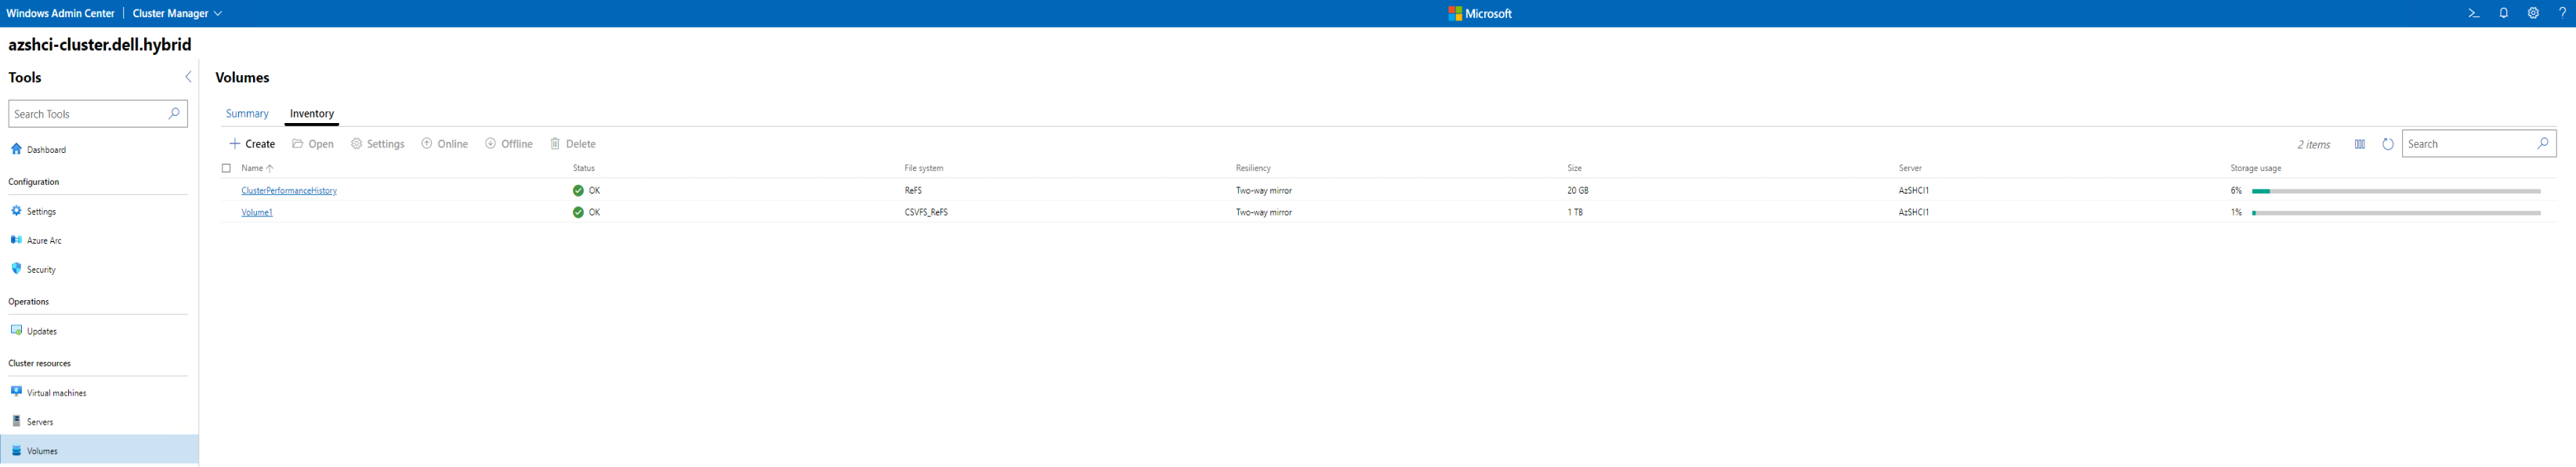 Windows Admin Center | Cluster Manager
Microsoft
azshci-cluster.dell.hybrid
Tools
Search Tools
Dashboard
Configuration
Settings
Azure Arc
Security
Operations
Updates
Cluster resources
Virtual machines
Servers
Volumes
Volumes
Summary Inventory
Create Open Settings Online Offline Delete 2 items Search
Name Status File system Resiliency Size Server Storage usage
ClusterPerformanceHistory OK ReFS Two-way mirror 20 GB AzSHCI1 6%
Volume1 OK CSVFS_ReFS Two-way mirror 1 TB AzSHCI1 1%